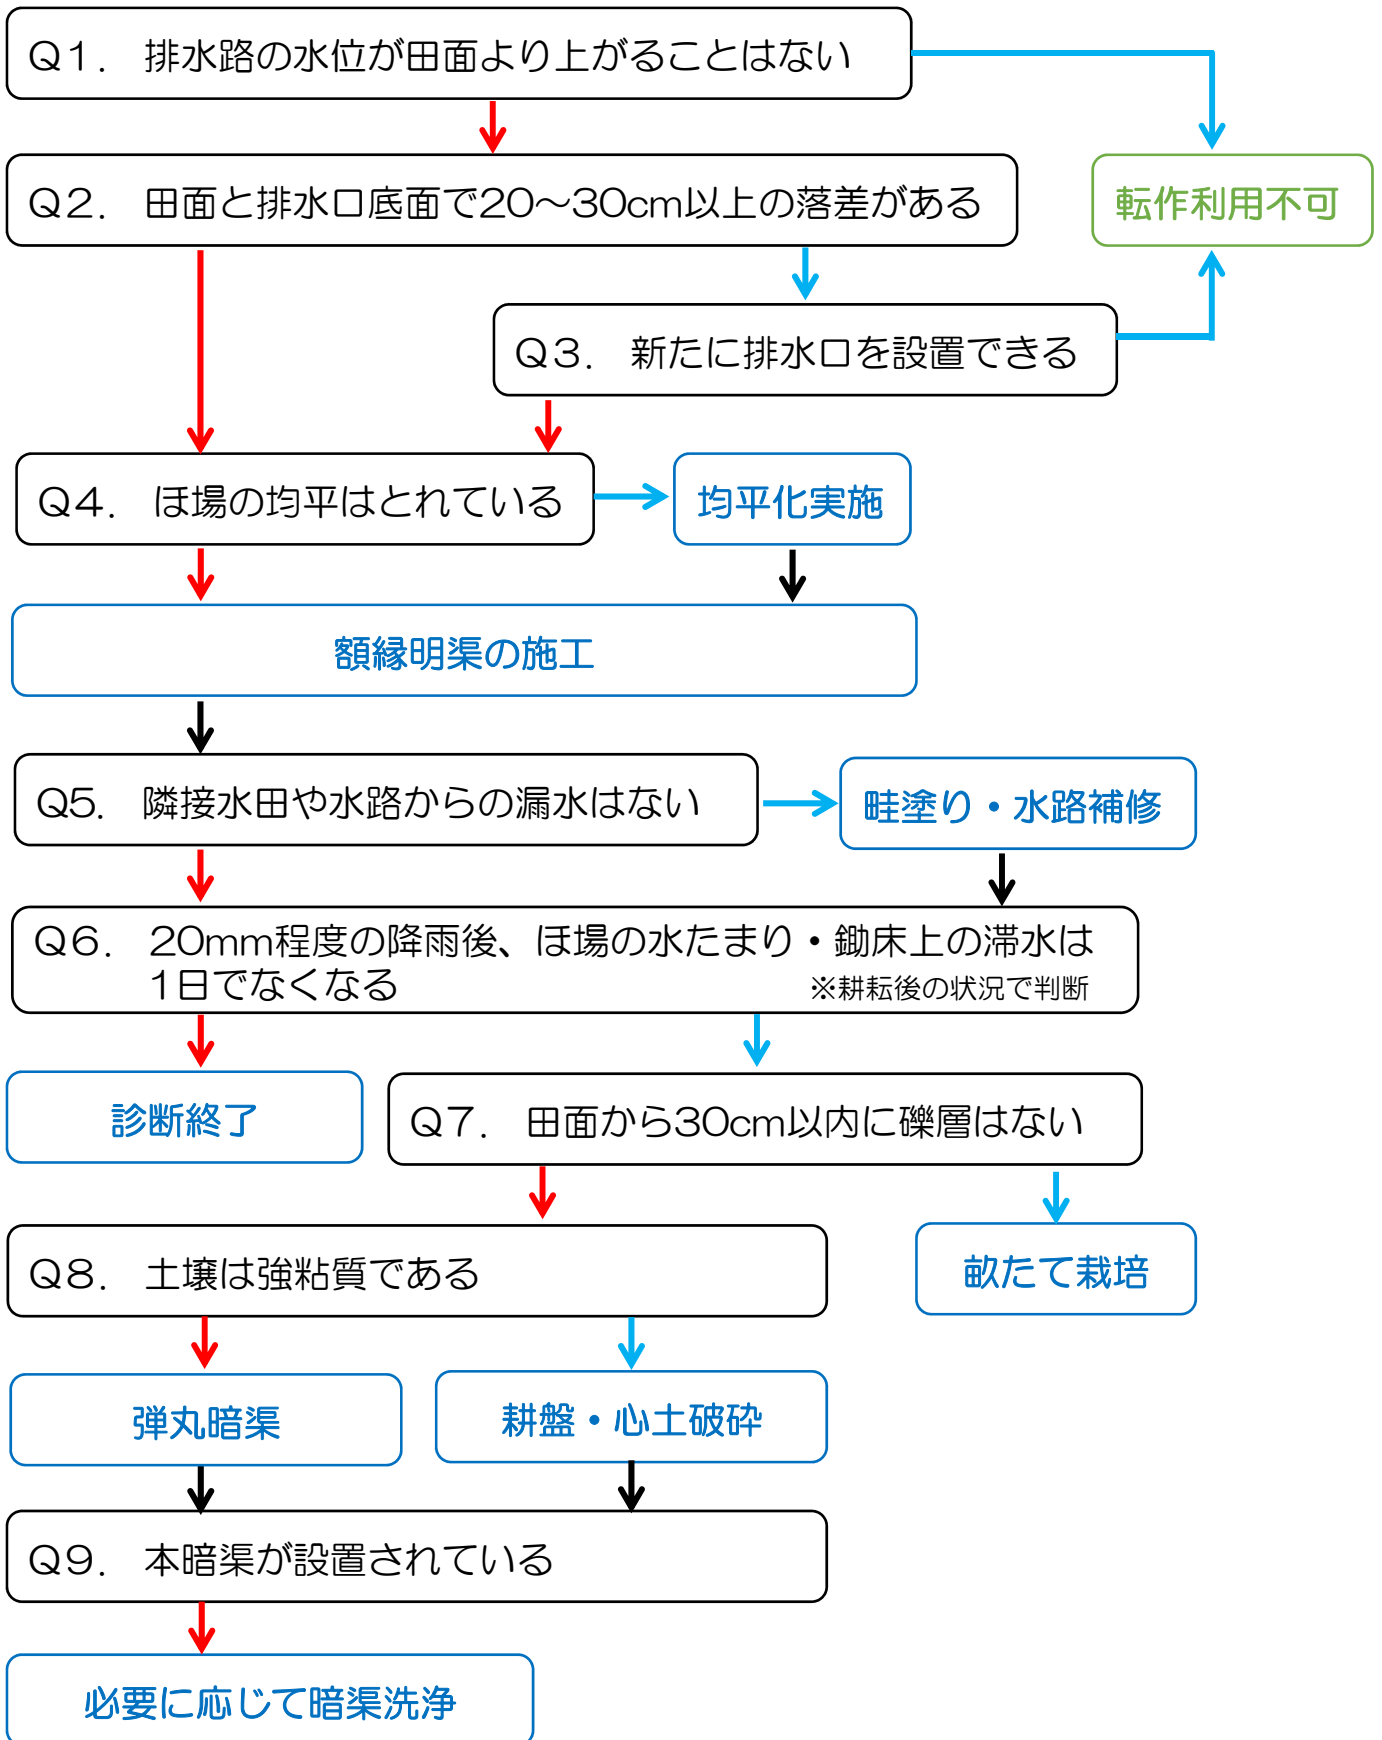 Q1.　排水路の水位が田面より上がることはない
Q2.　田面と排水口底面で20～30cm以上の落差がある
転作利用不可
Q3.　新たに排水口を設置できる
Q4.　ほ場の均平はとれている
均平化実施
額縁明渠の施工
Q5.　隣接水田や水路からの漏水はない
畦塗り・水路補修
Q6.　20mm程度の降雨後、ほ場の水たまり・鋤床上の滞水は
1日でなくなる
※耕耘後の状況で判断
診断終了
Q7.　田面から30cm以内に礫層はない
Q8.　土壌は強粘質である
畝たて栽培
弾丸暗渠
耕盤・心土破砕
Q9.　本暗渠が設置されている
必要に応じて暗渠洗浄